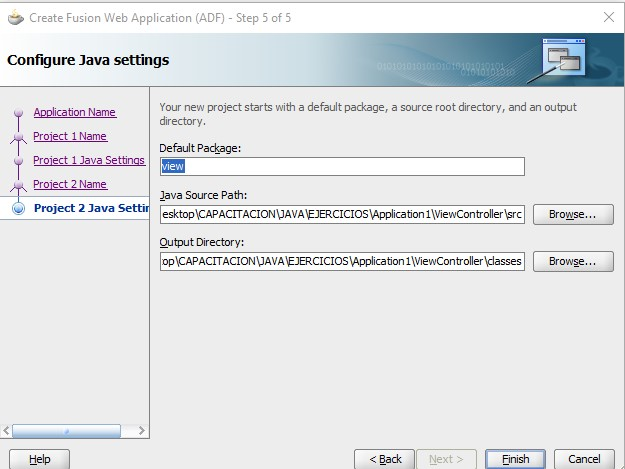 Create Fusion Web Application (ADF) - Step 5 of 5
Configure Java settings
Application Name
Project 1 Name
Project 1 Java Settings
Project 2 Name
Project 2 Java Settin
Your new project starts with a default package, a source root directory, and an output
directory.
Default Package:
view
Java Source Path:
esktop\CAPACITACION\JAVA\EJERCICIOS\Application1\ViewController\src
Browse...
Output Directory:
op\CAPACITACION\JAVA\EJERCICIOS\Application1\ViewController\classes
Browse...
Help
< Back
Next >
Finish
Cancel